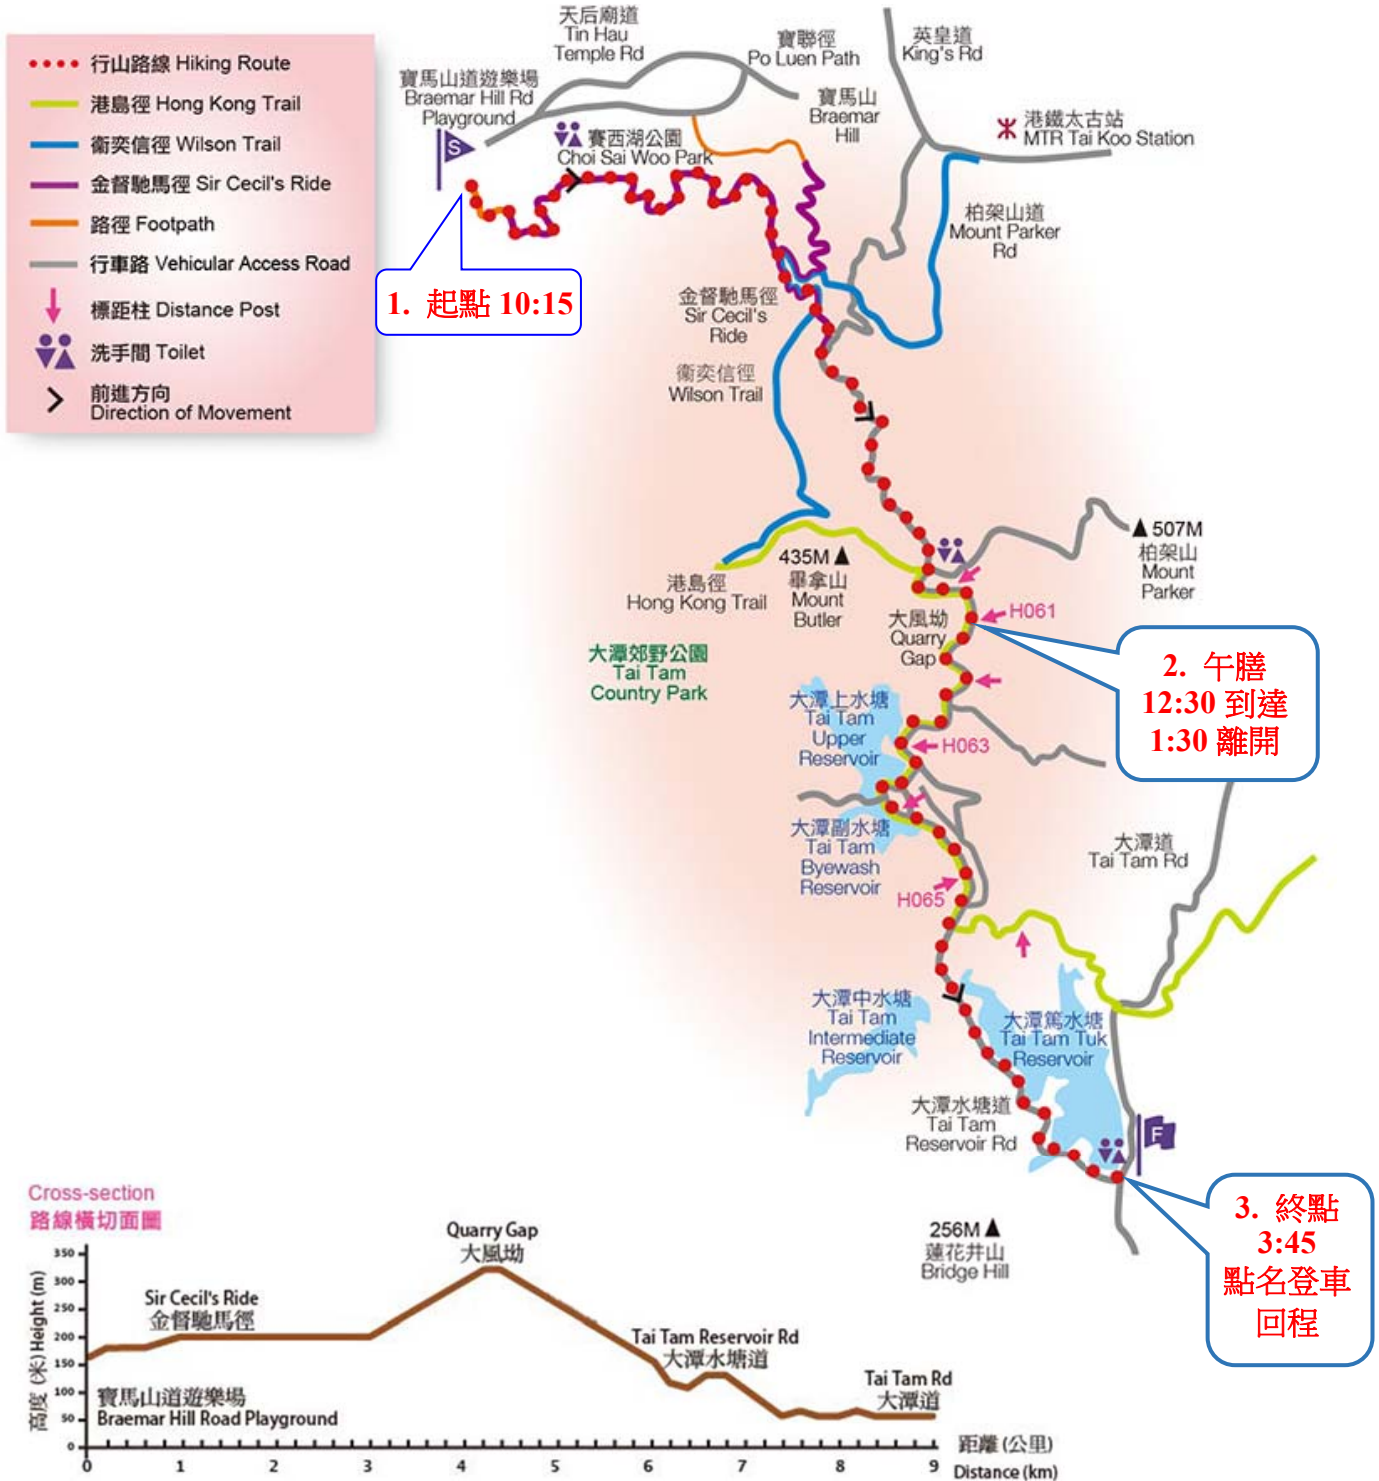 行山路線 Hiking Route
港島徑 Hong Kong Trail
衞奕信徑 Wilson Trail
金督馳馬徑 Sir Cecil's Ride
路徑 Footpath
行車路 Vehicular Access Road
標距柱 Distance Post
洗手間 Toilet
前進方向
Direction of Movement
天后廟道
Tin Hau
Temple Rd
寶聯徑
Po Luen Path
英皇道
King's Rd
寶馬山道遊樂場
Braemar Hill Rd
Playground
S
賽西湖公園
Choi Sai Woo Park
寶馬山
Braemar
Hill
港鐵太古站
MTR Tai Koo Station
柏架山道
Mount Parker
Rd
1. 起點 10:15
金督馳馬徑
Sir Cecil's
Ride
衞奕信徑
Wilson Trail
507M
柏架山
Mount
Parker
435M
畢拿山
Mount
Butler
港島徑
Hong Kong Trail
H061
大風坳
Quarry
Gap
大潭郊野公園
Tai Tam
Country Park
2. 午膳
12:30 到達
1:30 離開
大潭上水塘
Tai Tam
Upper
Reservoir
H063
大潭副水塘
Tai Tam
Byewash
Reservoir
H065
大潭道
Tai Tam Rd
大潭中水塘
Tai Tam
Intermediate
Reservoir
大潭篤水塘
Tai Tam Tuk
Reservoir
大潭水塘道
Tai Tam
Reservoir Rd
F
3. 終點
3:45
點名登車
回程
256M
蓮花井山
Bridge Hill
Cross-section
路線橫切面圖
高度 (米) Height (m)
350
300
250
200
150
100
50
0
Quarry Gap
大風坳
Sir Cecil's Ride
金督馳馬徑
Tai Tam Reservoir Rd
大潭水塘道
Tai Tam Rd
大潭道
寶馬山道遊樂場
Braemar Hill Road Playground
0 1 2 3 4 5 6 7 8 9
距離 (公里)
Distance (km)